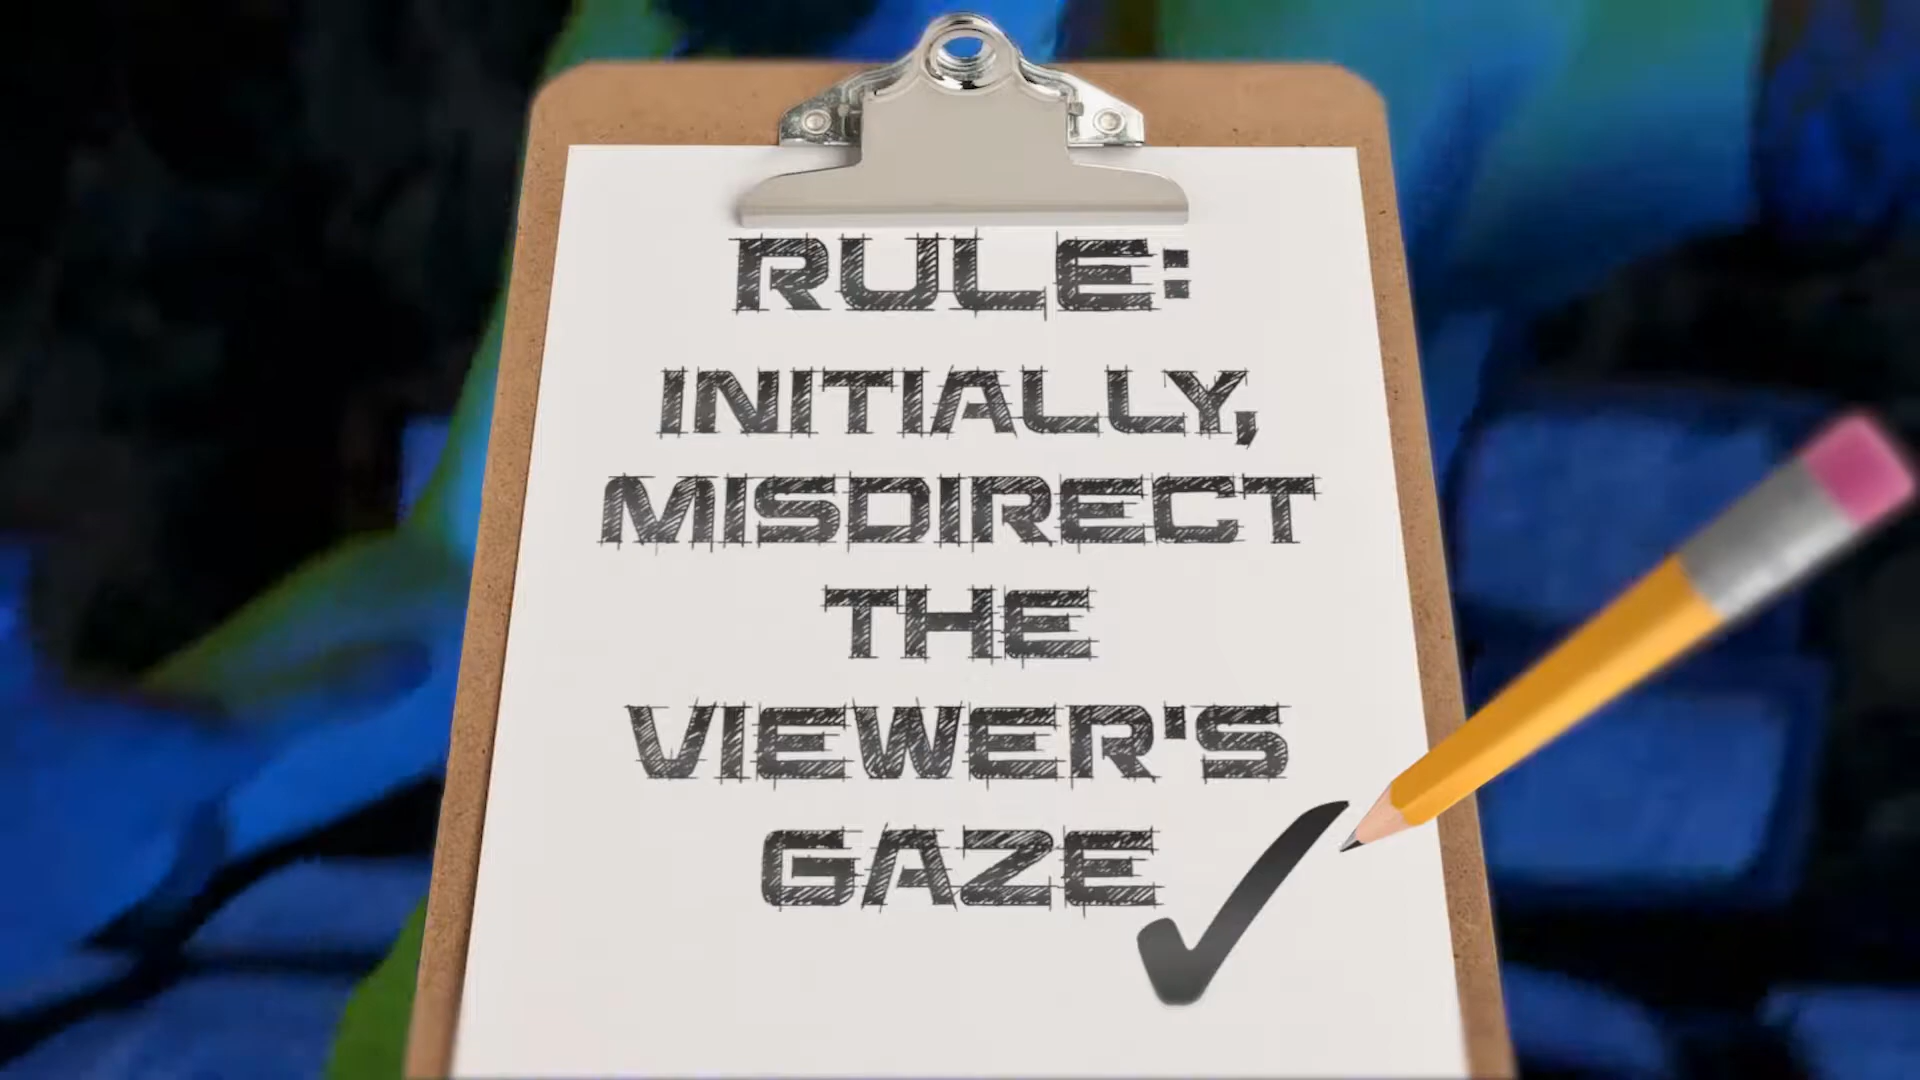 RULE:
INITIALLY,
MISDIRECT
THE
VIEWER'S
GAZE